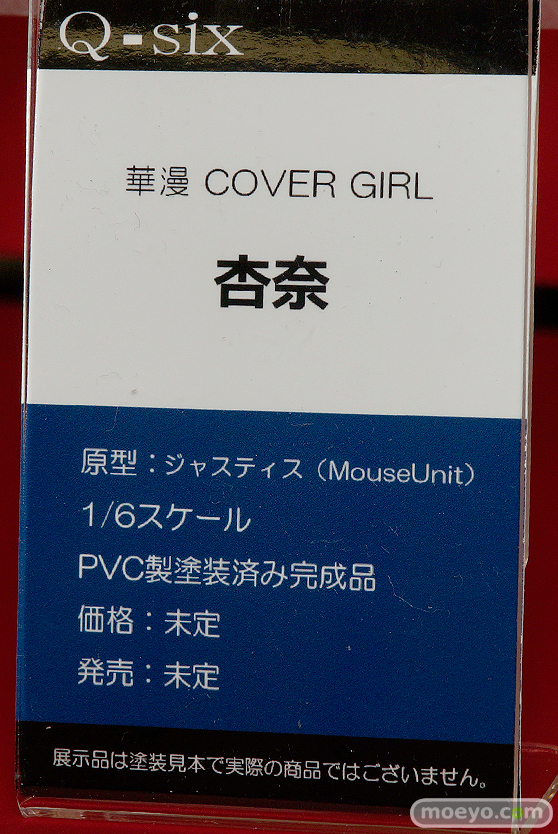 Q-six
華漫 COVER GIRL
杏奈
原型：ジャスティス（MouseUnit）
1/6スケール
PVC製塗装済み完成品
価格：未定
発売：未定
展示品は塗装見本で実際の商品ではございません。
moeyo.com